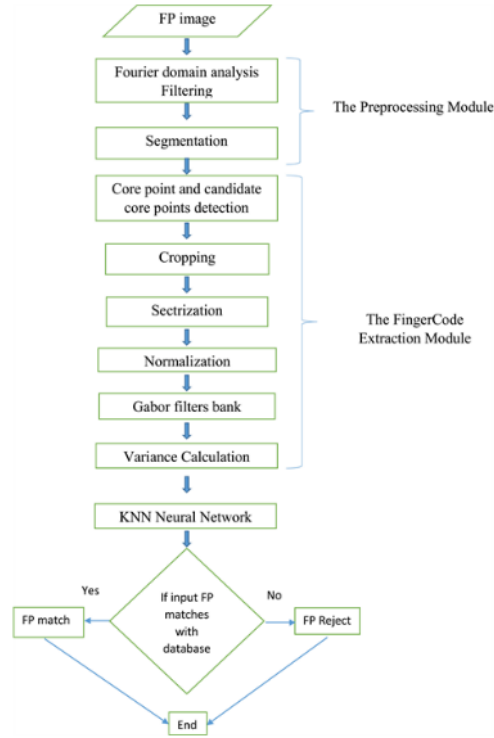 FP image
Fourier domain analysis
Filtering
The Preprocessing Module
Segmentation
Core point and candidate
core points detection
Cropping
Sectrization
The FingerCode
Extraction Module
Normalization
Gabor filters bank
Variance Calculation
KNN Neural Network
If input FP
matches
with
database
Yes
No
FP match
FP Reject
End